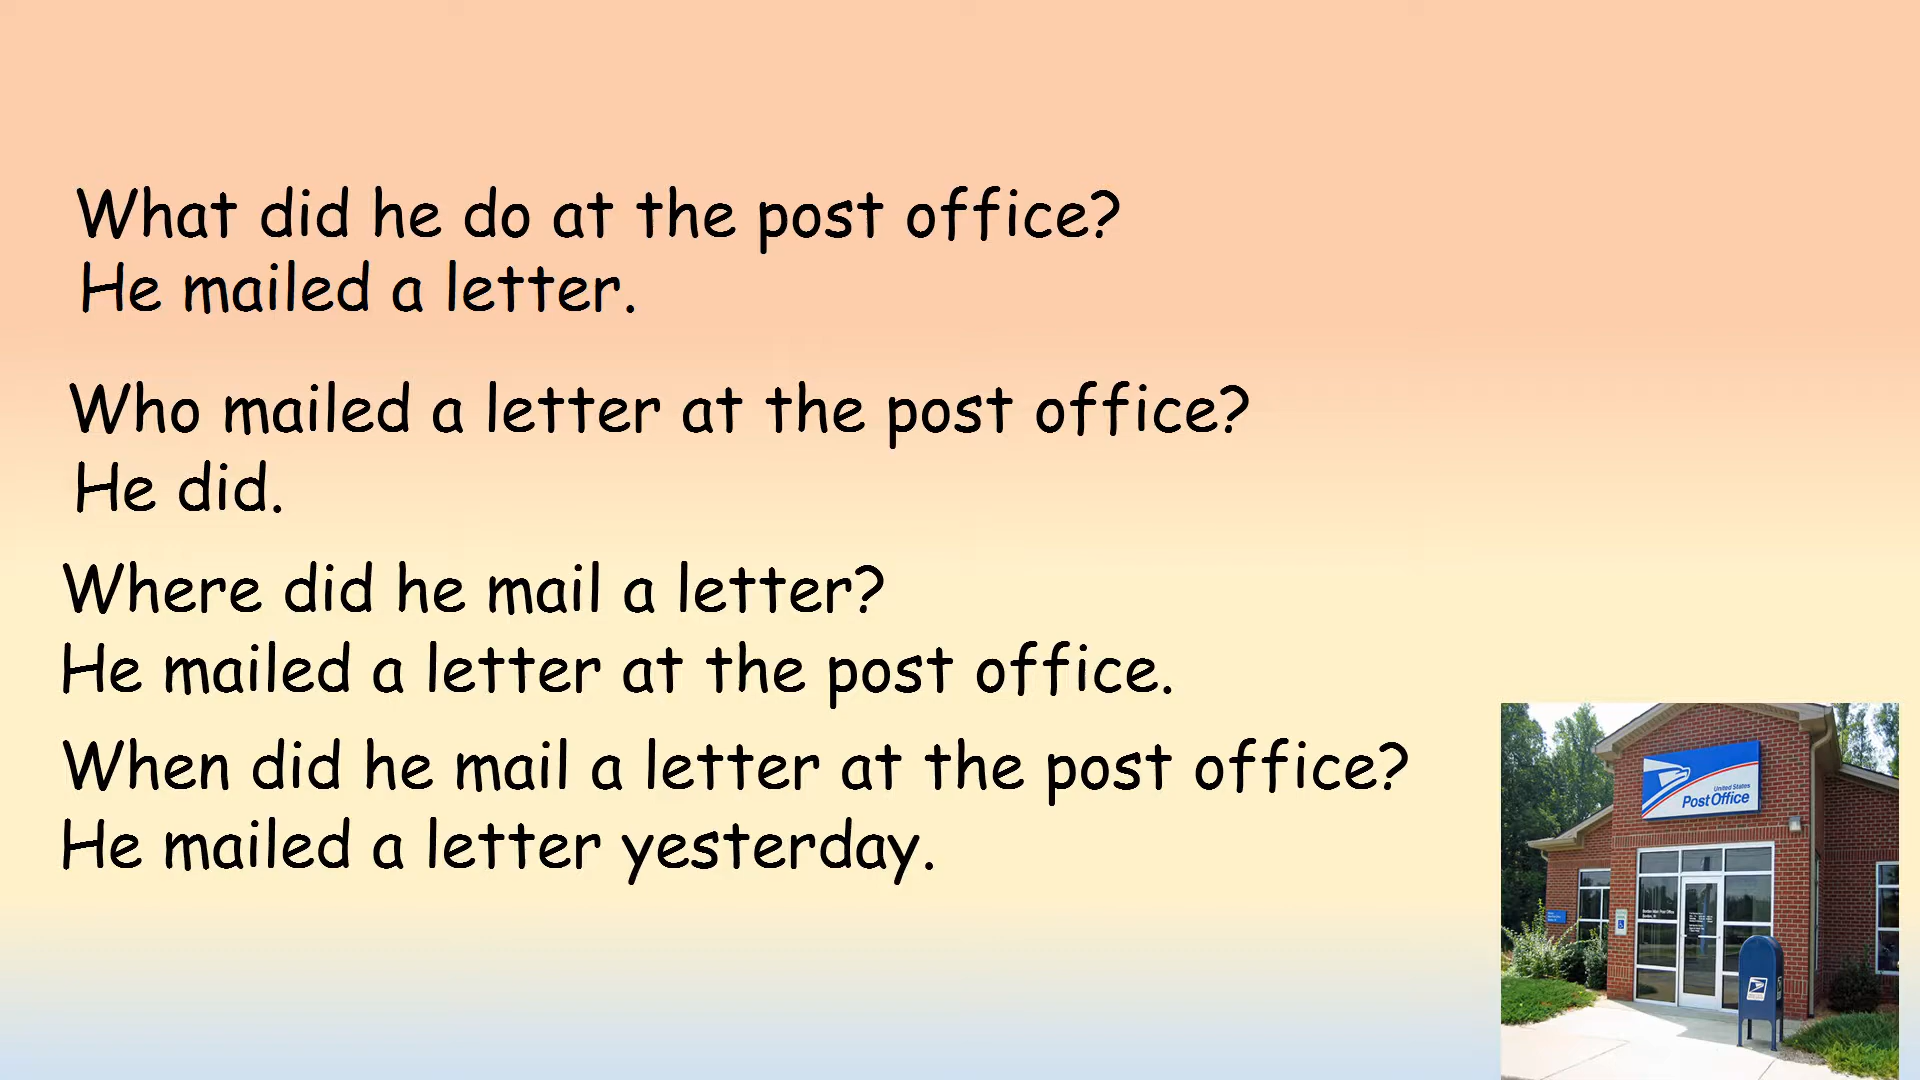 What did he do at the post office?
He mailed a letter.
Who mailed a letter at the post office?
He did.
Where did he mail a letter?
He mailed a letter at the post office.
When did he mail a letter at the post office?
He mailed a letter yesterday.
United States
Post Office